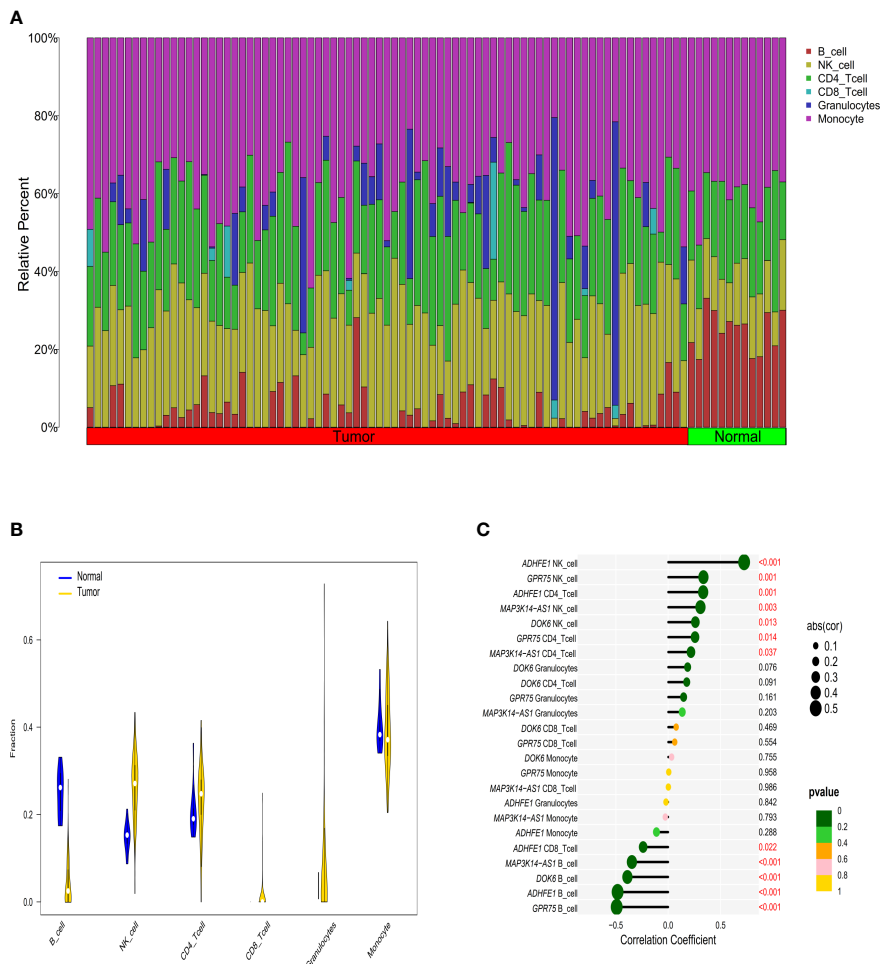 A
100%
80%
60%
40%
20%
0%
Relative Percent
Tumor
Normal
B_cell
NK_cell
CD4_Tcell
CD8_Tcell
Granulocytes
Monocyte
B
Normal
Tumor
0.6
0.4
0.2
0.0
Fraction
B_cell
NK_cell
CD4_Tcell
CD8_Tcell
Granulocytes
Monocyte
C
ADHFE1 NK_cell <0.001
GPR75 NK_cell 0.001
ADHFE1 CD4_Tcell 0.001
MAP3K14-AS1 NK_cell 0.003
DOK6 NK_cell 0.013
GPR75 CD4_Tcell 0.014
MAP3K14-AS1 CD4_Tcell 0.037
DOK6 Granulocytes 0.076
DOK6 CD4_Tcell 0.091
GPR75 Granulocytes 0.161
MAP3K14-AS1 Granulocytes 0.203
DOK6 CD8_Tcell 0.469
GPR75 CD8_Tcell 0.554
DOK6 Monocyte 0.755
GPR75 Monocyte 0.958
MAP3K14-AS1 CD8_Tcell 0.986
ADHFE1 Granulocytes 0.842
MAP3K14-AS1 Monocyte 0.793
ADHFE1 Monocyte 0.288
ADHFE1 CD8_Tcell 0.022
MAP3K14-AS1 B_cell <0.001
DOK6 B_cell <0.001
ADHFE1 B_cell <0.001
GPR75 B_cell <0.001
-0.5 0.0 0.5
Correlation Coefficient
abs(cor)
0.1
0.2
0.3
0.4
0.5
pvalue
0
0.2
0.4
0.6
0.8
1